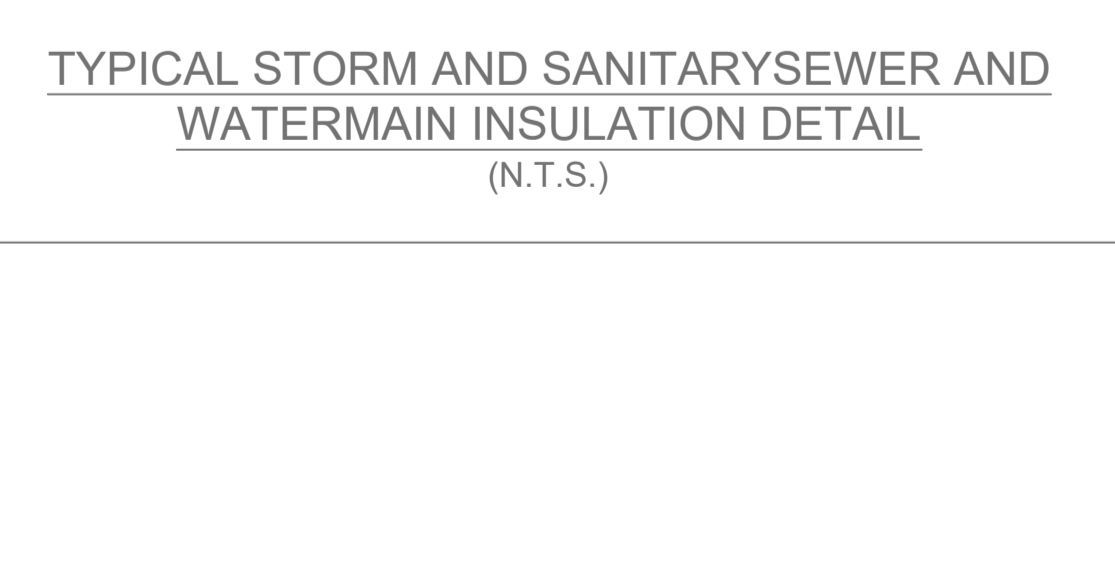 TYPICAL STORM AND SANITARYSEWER AND
WATERMAIN INSULATION DETAIL
(N.T.S.)